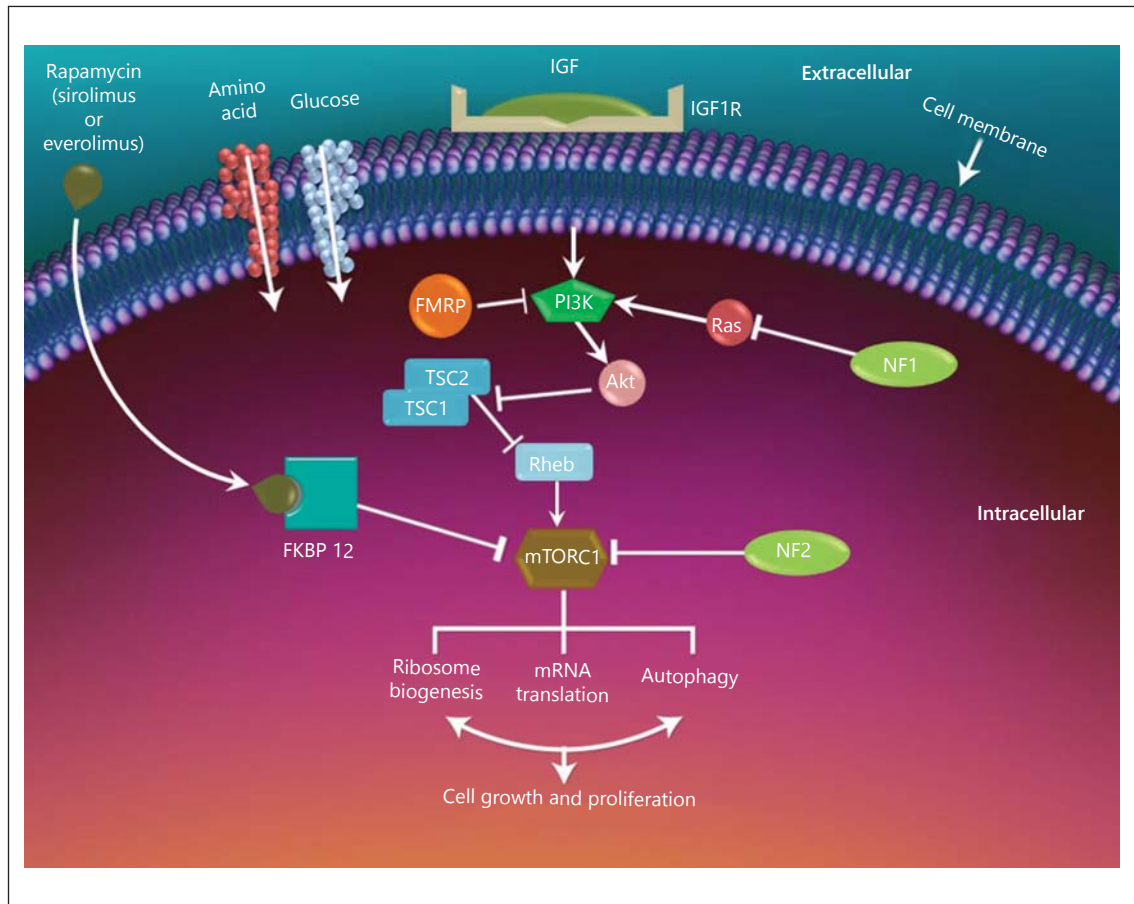 Rapamycin
(sirolimus
or
everolimus)
Amino
acid
Glucose
IGF
IGF1R
Extracellular
Cell membrane
FMRP
PI3K
Ras
NF1
TSC2
TSC1
Akt
Rheb
Intracellular
FKBP 12
mTORC1
NF2
Ribosome
biogenesis
mRNA
translation
Autophagy
Cell growth and proliferation